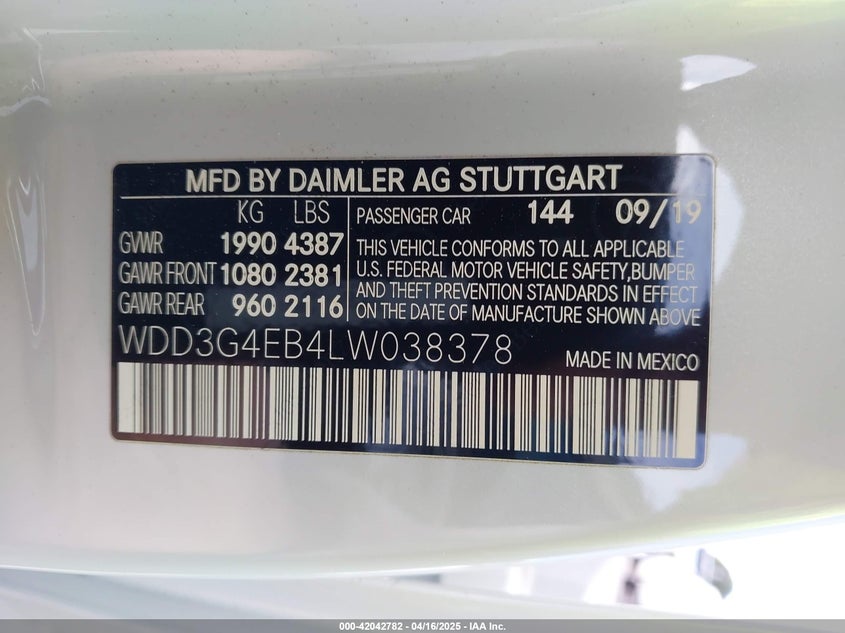 MFD BY DAIMLER AG STUTTGART
KG LBS
GVWR 1990 4387
GAWR FRONT 1080 2381
GAWR REAR 960 2116
PASSENGER CAR 144 09/19
THIS VEHICLE CONFORMS TO ALL APPLICABLE
U.S. FEDERAL MOTOR VEHICLE SAFETY,BUMPER
AND THEFT PREVENTION STANDARDS IN EFFECT
ON THE DATE OF MANUFACTURE SHOWN ABOVE
WDD3G4EB4LW038378
MADE IN MEXICO
000-42042782 - 04/16/2025 - IAA Inc.